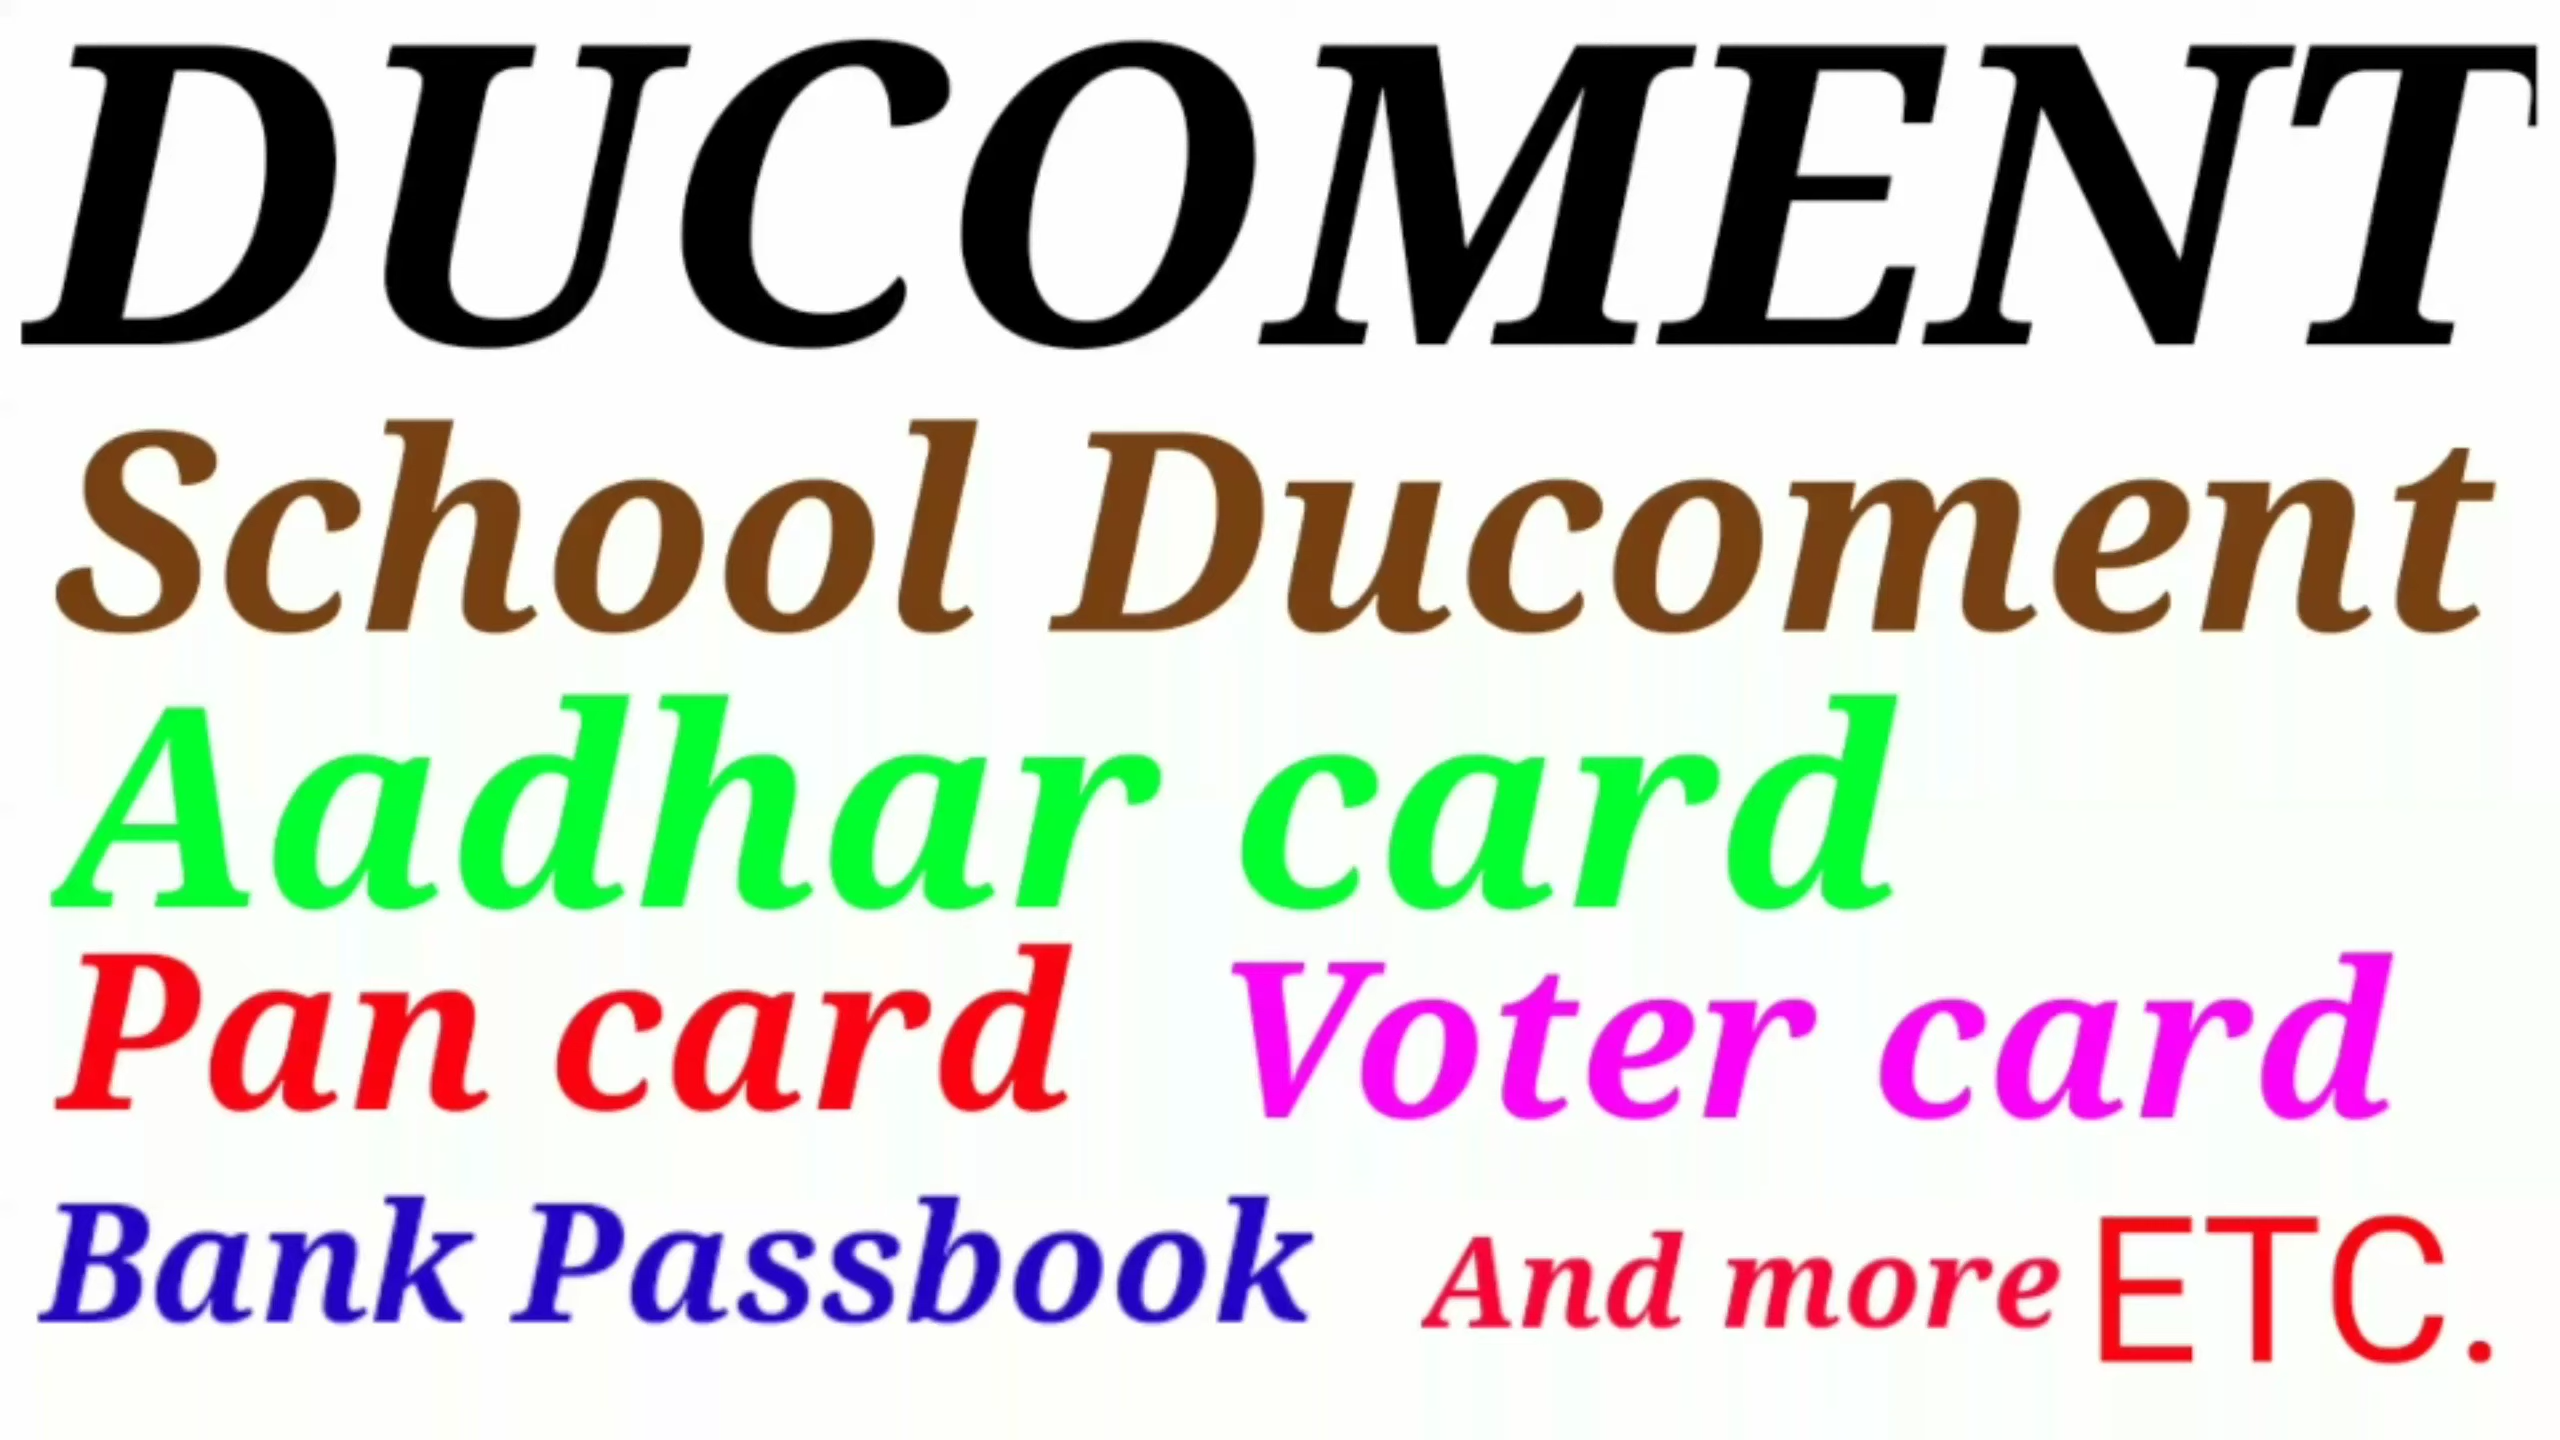 DUCOMENT
School Ducoment
Aadhar card
Pan card Voter card
Bank Passbook And more ETC.